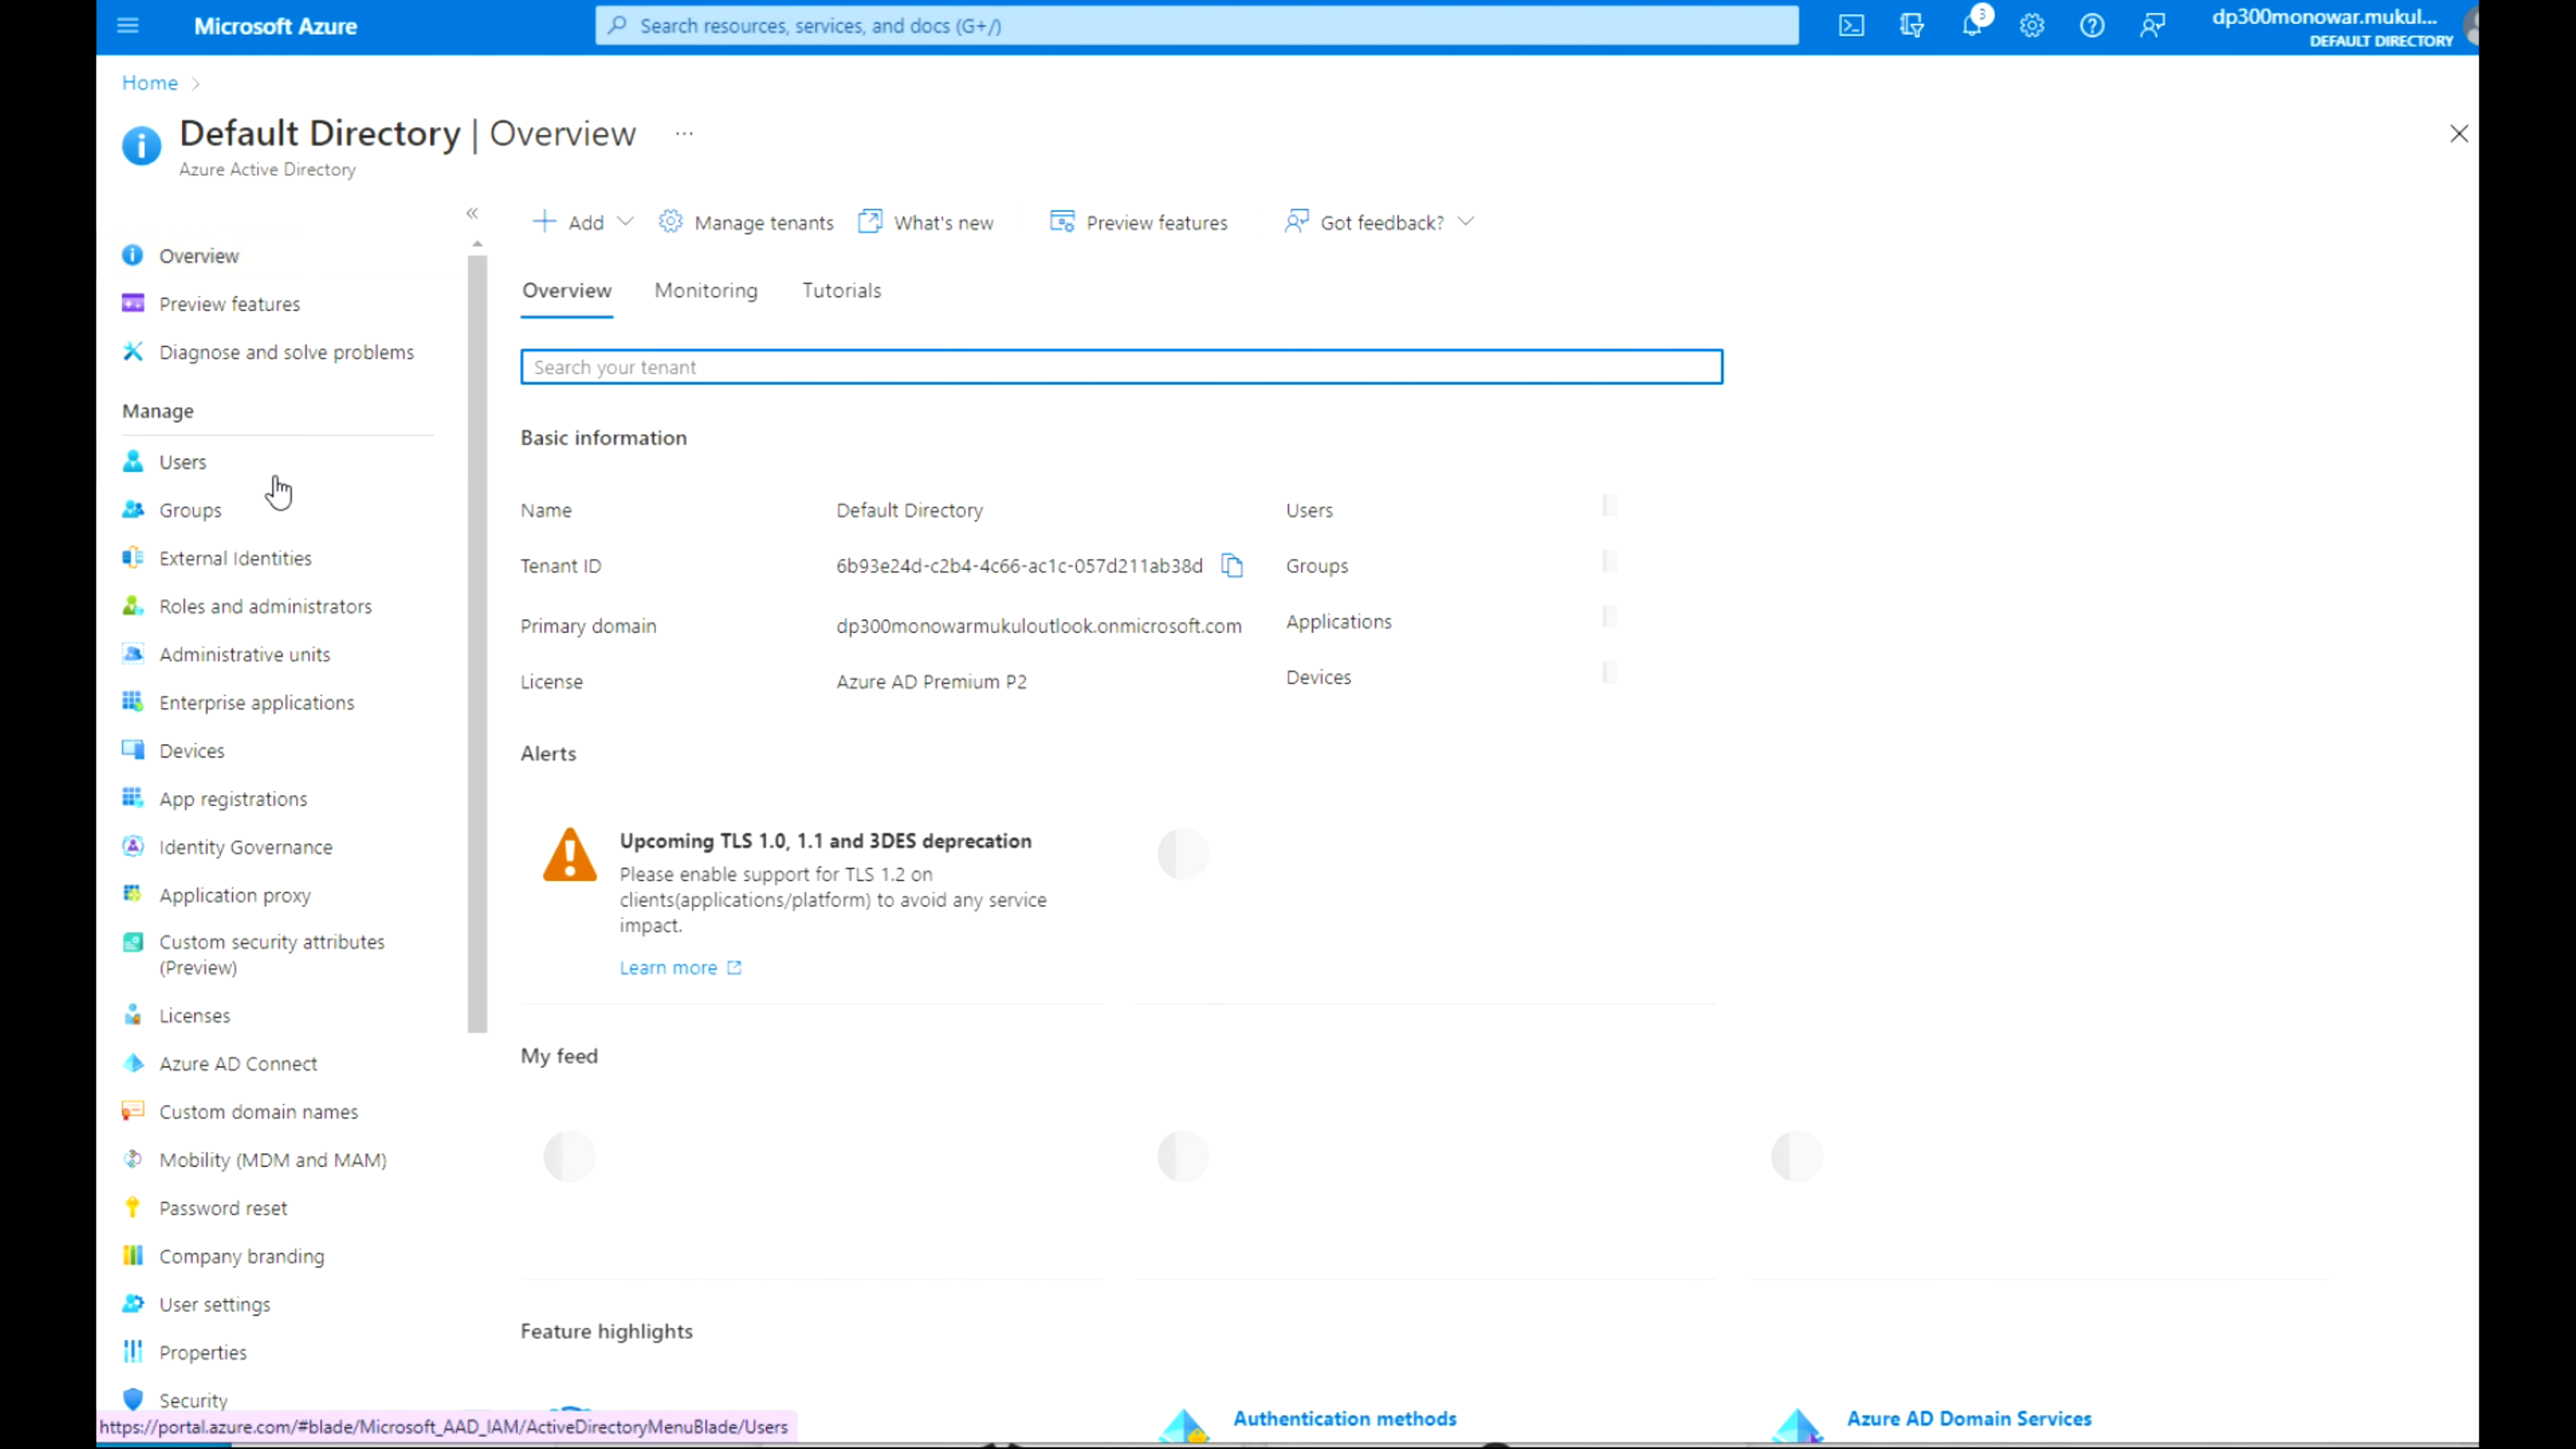 Microsoft Azure
Search resources, services, and docs (G+/)
3
dp300monowar.mukul...
DEFAULT DIRECTORY
Home
Default Directory | Overview ...
Azure Active Directory
Overview
Preview features
Diagnose and solve problems
Manage
Users
Groups
External Identities
Roles and administrators
Administrative units
Enterprise applications
Devices
App registrations
Identity Governance
Application proxy
Custom security attributes
(Preview)
Licenses
Azure AD Connect
Custom domain names
Mobility (MDM and MAM)
Password reset
Company branding
User settings
Properties
Security
https://portal.azure.com/#blade/Microsoft_AAD_IAM/ActiveDirectoryMenuBlade/Users
Add Manage tenants What's new Preview features Got feedback?
Overview Monitoring Tutorials
Search your tenant
Basic information
Name Default Directory Users
Tenant ID 6b93e24d-c2b4-4c66-ac1c-057d211ab38d Groups
Primary domain dp300monowarmukuloutlook.onmicrosoft.com Applications
License Azure AD Premium P2 Devices
Alerts
Upcoming TLS 1.0, 1.1 and 3DES deprecation
Please enable support for TLS 1.2 on
clients(applications/platform) to avoid any service
impact.
Learn more
My feed
Feature highlights
Authentication methods Azure AD Domain Services